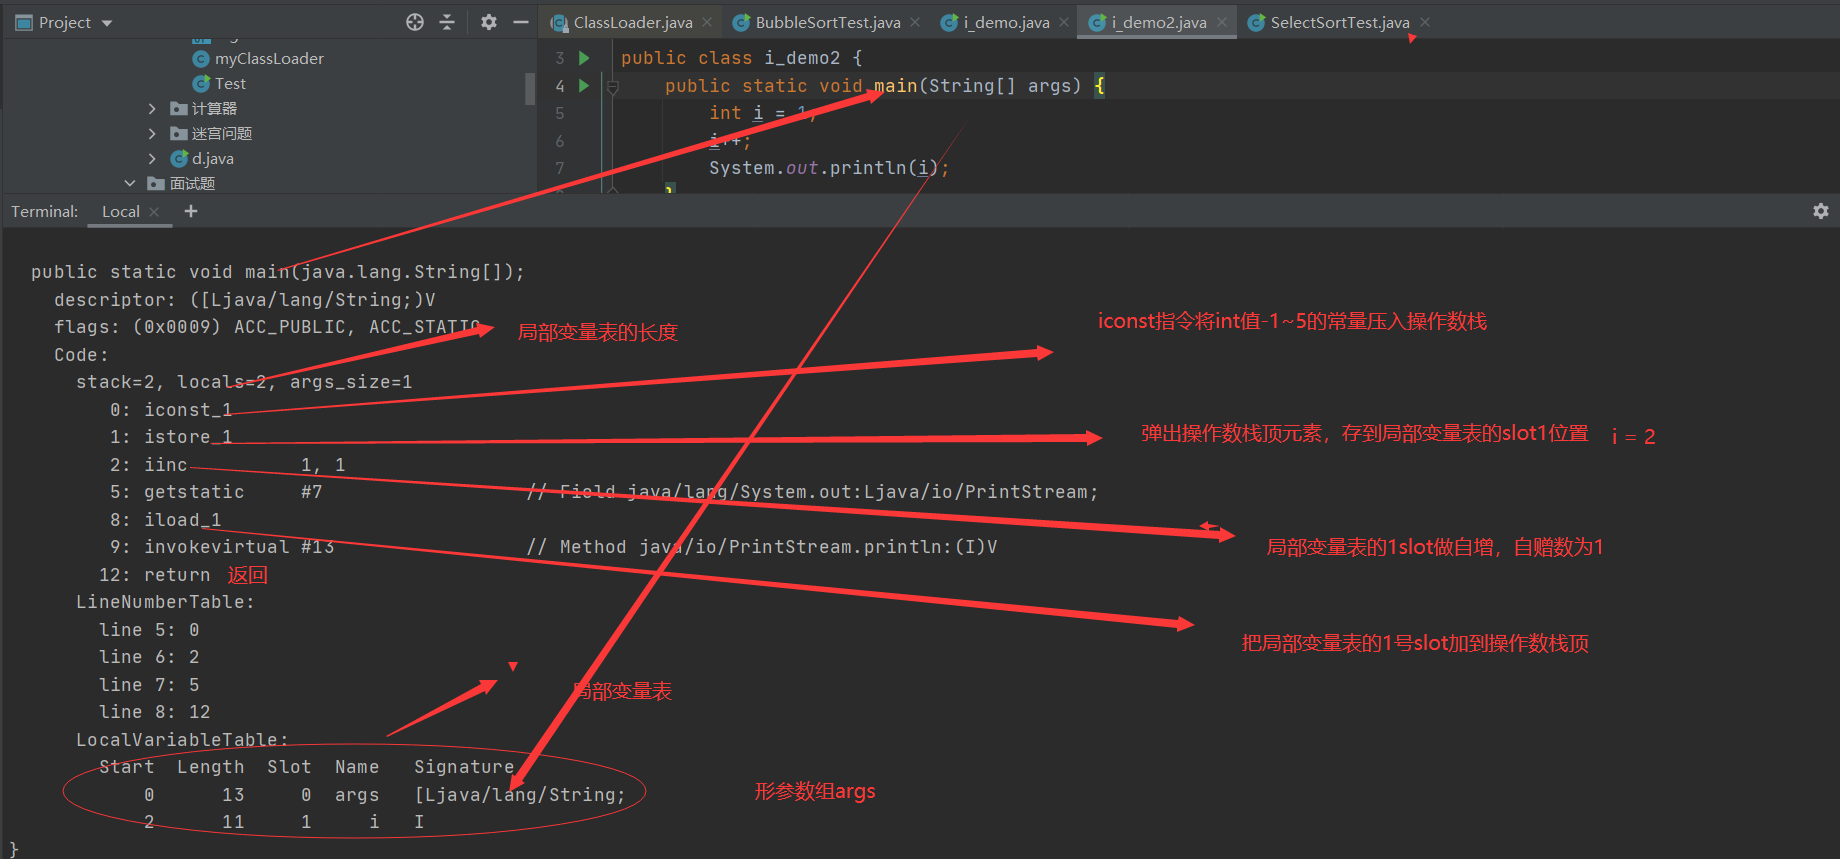 Project
ClassLoader.java
BubbleSortTest.java
i_demo.java
i_demo2.java
SelectSortTest.java
myClassLoader
Test
计算器
迷宫问题
d.java
面试题
3 public class i_demo2 {
4 public static void main(String[] args) {
5 int i = 1;
6 i++;
7 System.out.println(i);
}
Terminal: Local × +
public static void main(java.lang.String[]);
descriptor: ([Ljava/lang/String;)V
flags: (0x0009) ACC_PUBLIC, ACC_STATIC
局部变量表的长度
iconst指令将int值-1~5的常量压入操作数栈
Code:
stack=2, locals=2, args_size=1
0: iconst_1
1: istore_1
弹出操作数栈顶元素，存到局部变量表的slot1位置 i = 2
2: iinc 1, 1
5: getstatic #7 // Field java/lang/System.out:Ljava/io/PrintStream;
8: iload_1
9: invokevirtual #13 // Method java/io/PrintStream.println:(I)V
局部变量表的1slot做自增，自赠数为1
12: return 返回
LineNumberTable:
line 5: 0
line 6: 2
把局部变量表的1号slot加到操作数栈顶
line 7: 5
局部变量表
line 8: 12
LocalVariableTable:
Start Length Slot Name Signature
0 13 0 args [Ljava/lang/String;
形参数组args
2 11 1 i I
}